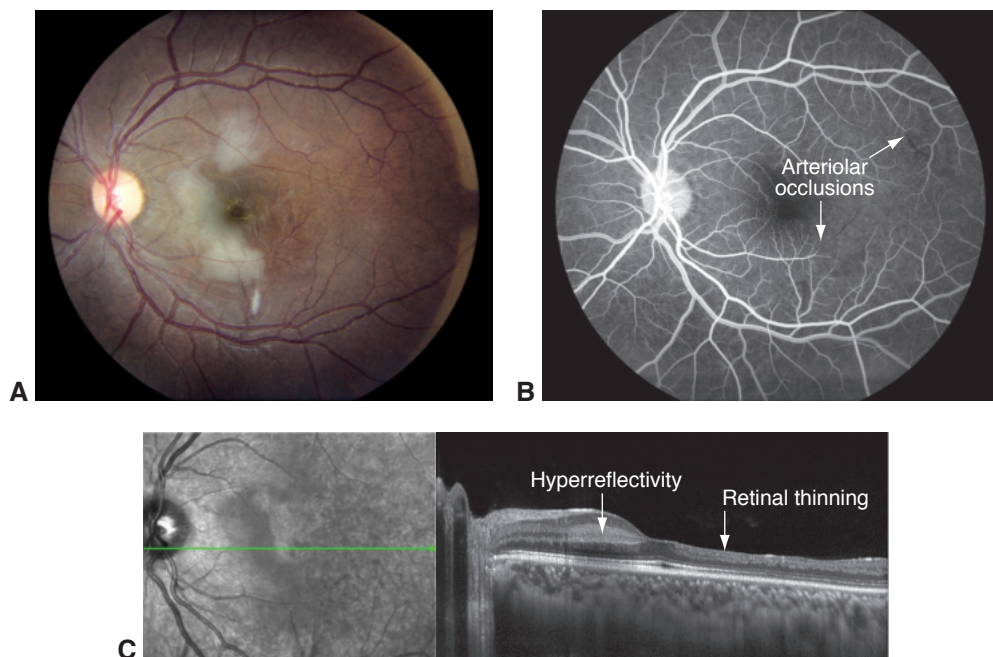 A
Arteriolar
occlusions
B
Hyperreflectivity
Retinal thinning
C